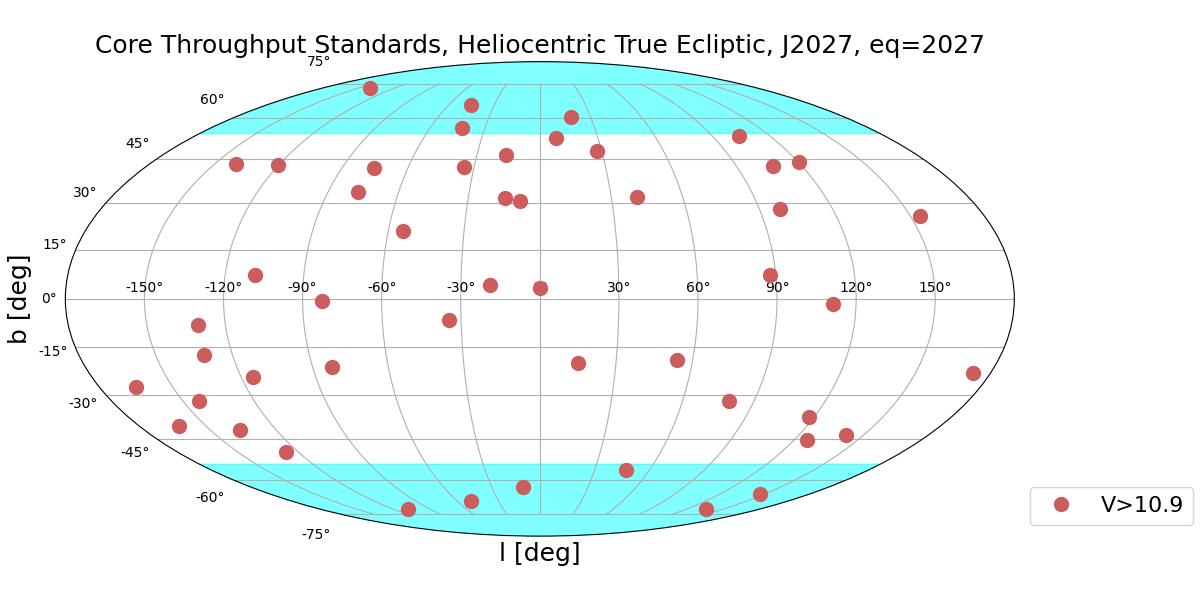 Core Throughput Standards, Heliocentric True Ecliptic, J2027, eq=2027
75°
60°
45°
30°
15°
0°
-15°
-30°
-45°
-60°
-75°
-150° -120° -90° -60° -30° 30° 60° 90° 120° 150°
b [deg]
l [deg]
V>10.9